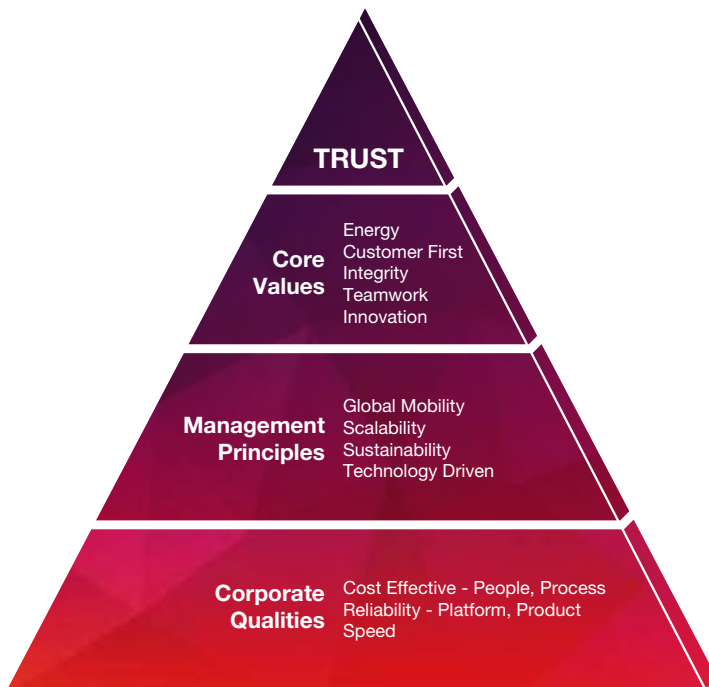 TRUST
Core
Values
Energy
Customer First
Integrity
Teamwork
Innovation
Management
Principles
Global Mobility
Scalability
Sustainability
Technology Driven
Corporate
Qualities
Cost Effective - People, Process
Reliability - Platform, Product
Speed